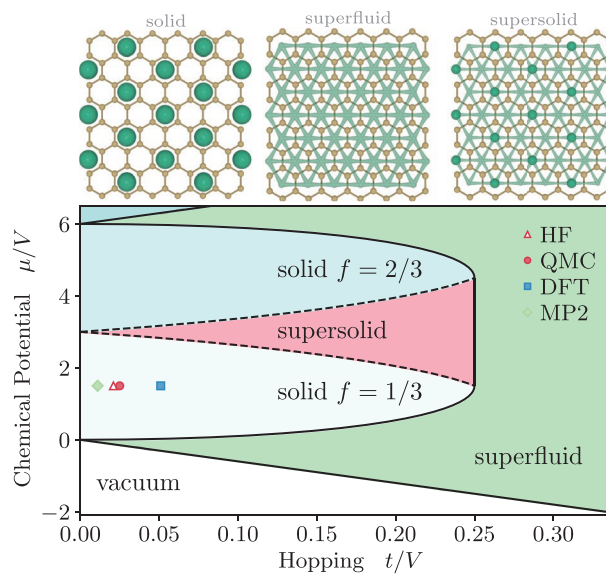 solid
superfluid
supersolid
Chemical Potential μ/V
6
4
2
0
−2
solid f = 2/3
supersolid
solid f = 1/3
superfluid
vacuum
HF
QMC
DFT
MP2
0.00
0.05
0.10
0.15
0.20
0.25
0.30
Hopping t/V